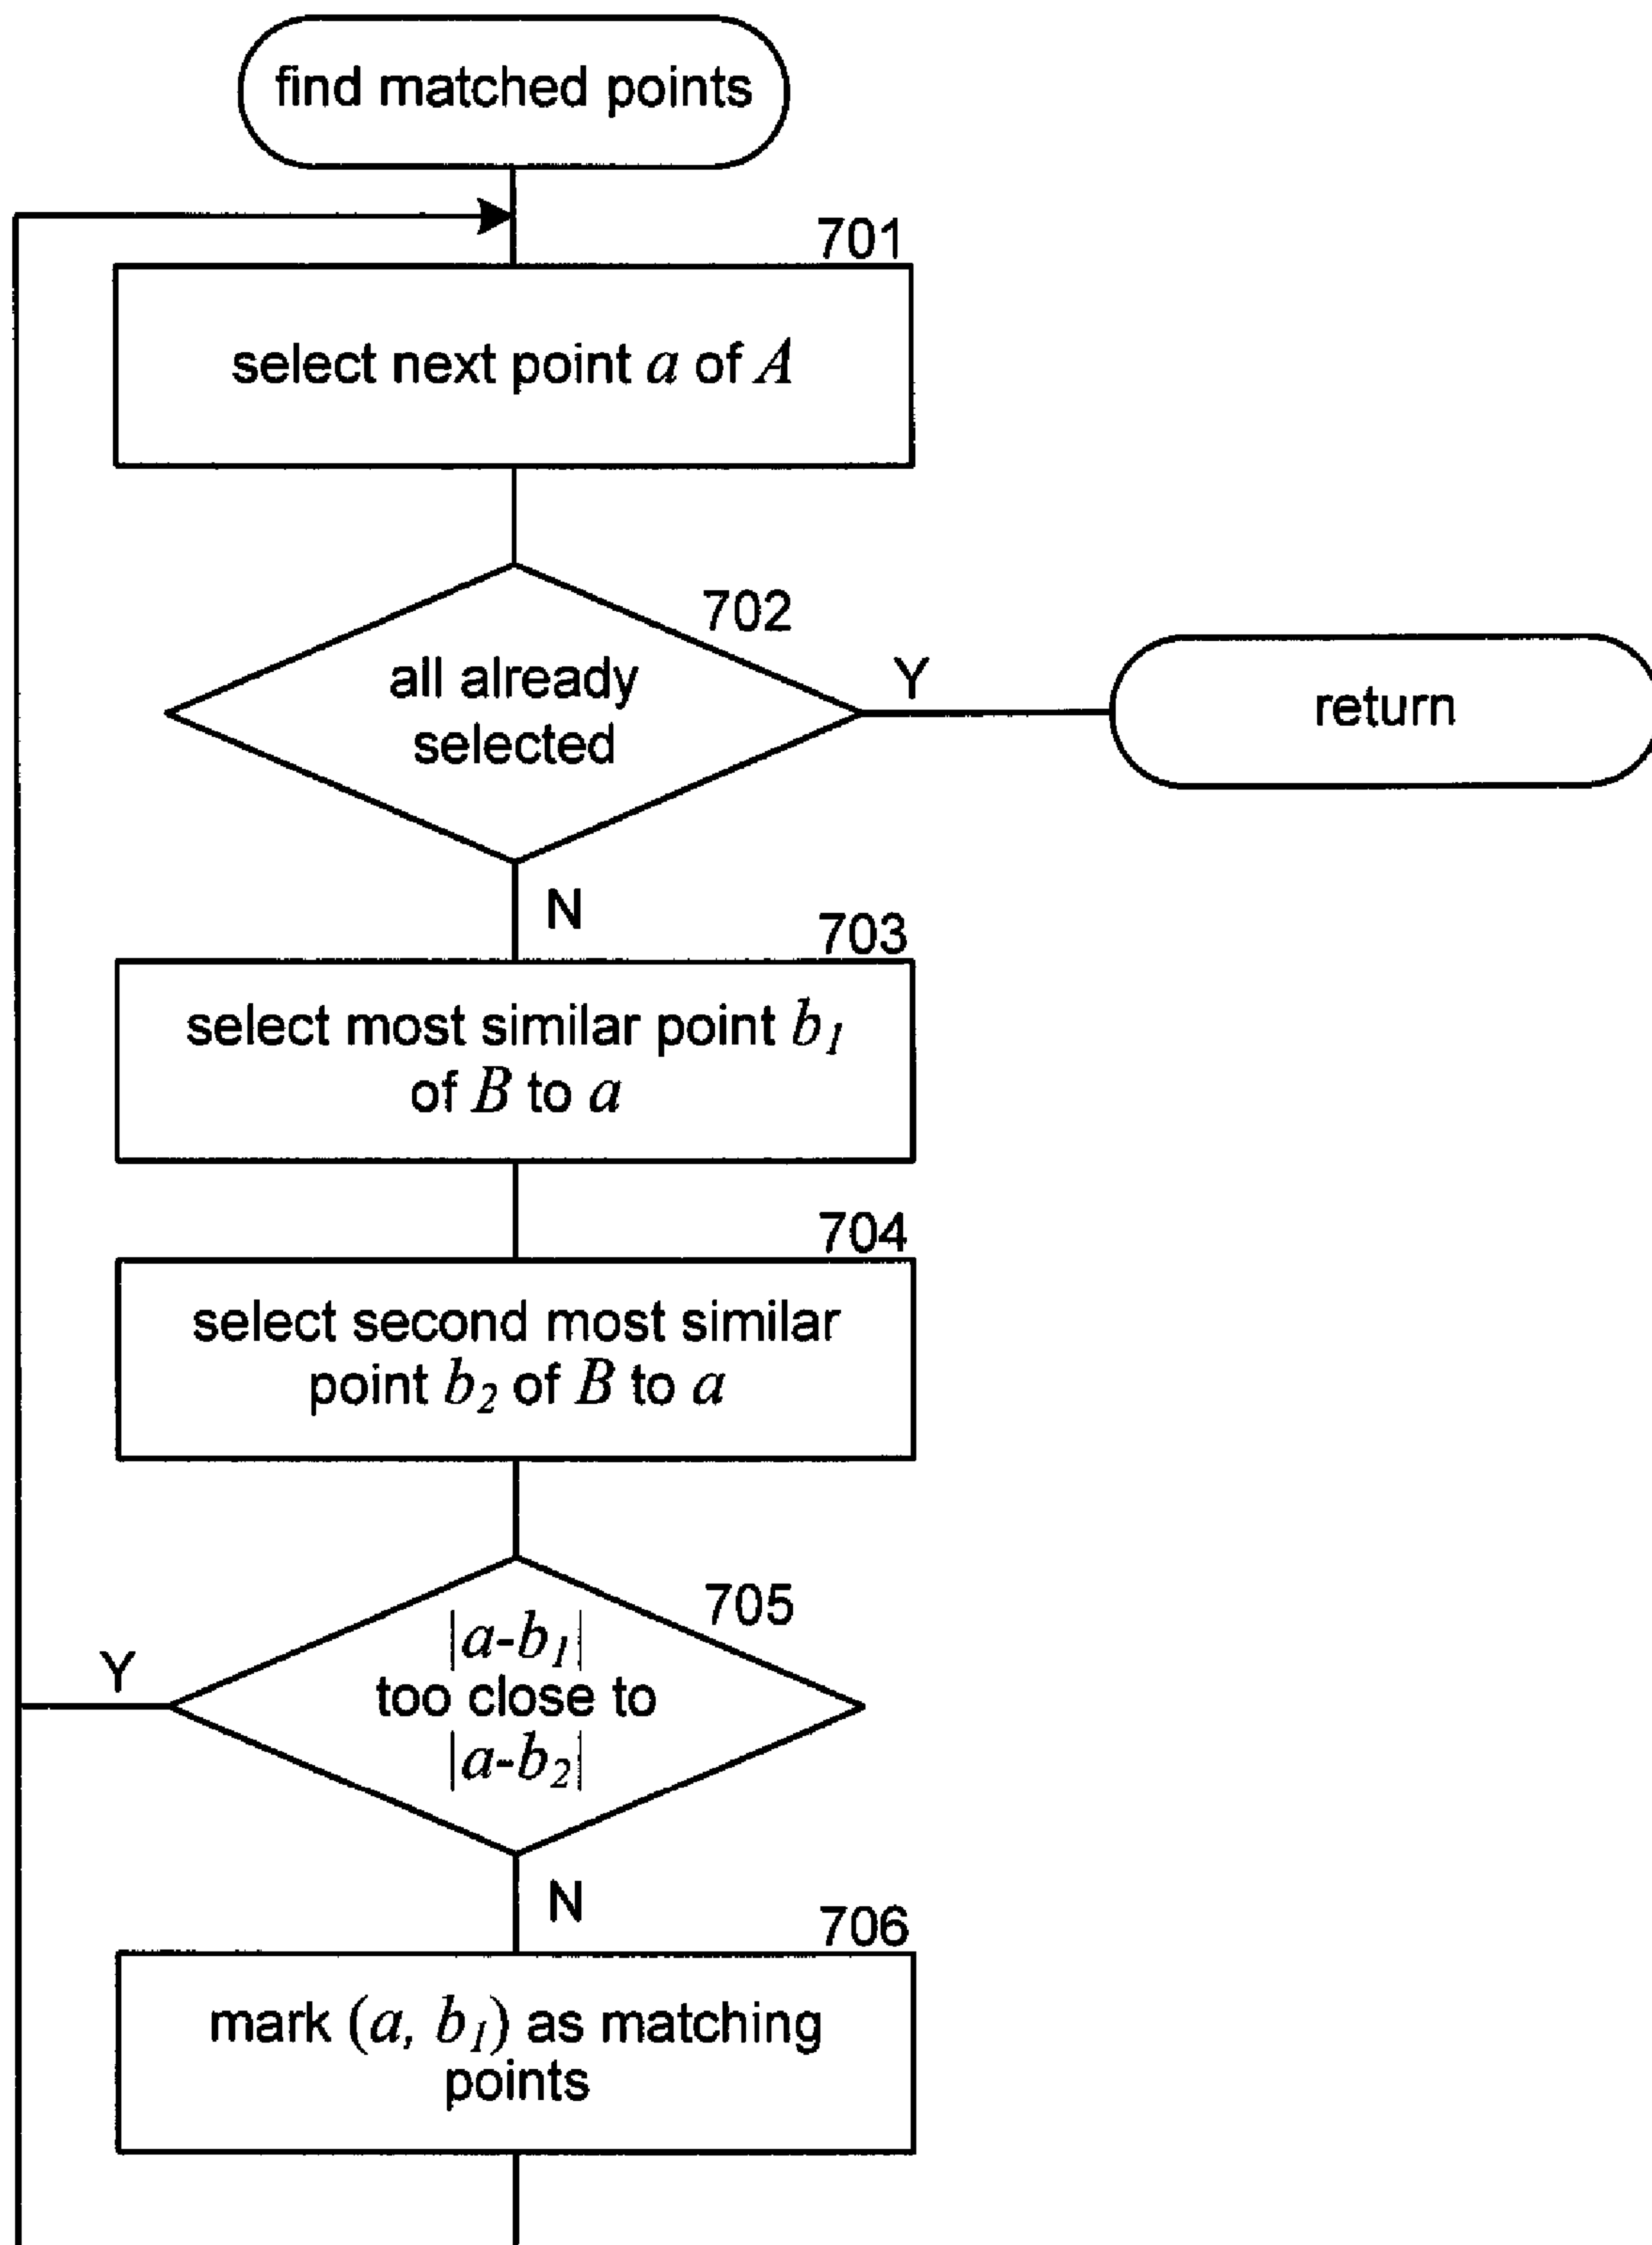 find matched points
701
select next point a of A
702
all already
selected
Y
return
N
703
select most similar point b₁
of B to a
704
select second most similar
point b₂ of B to a
705
|a-b₁|
too close to
|a-b₂|
Y
N
706
mark (a, b₁) as matching
points